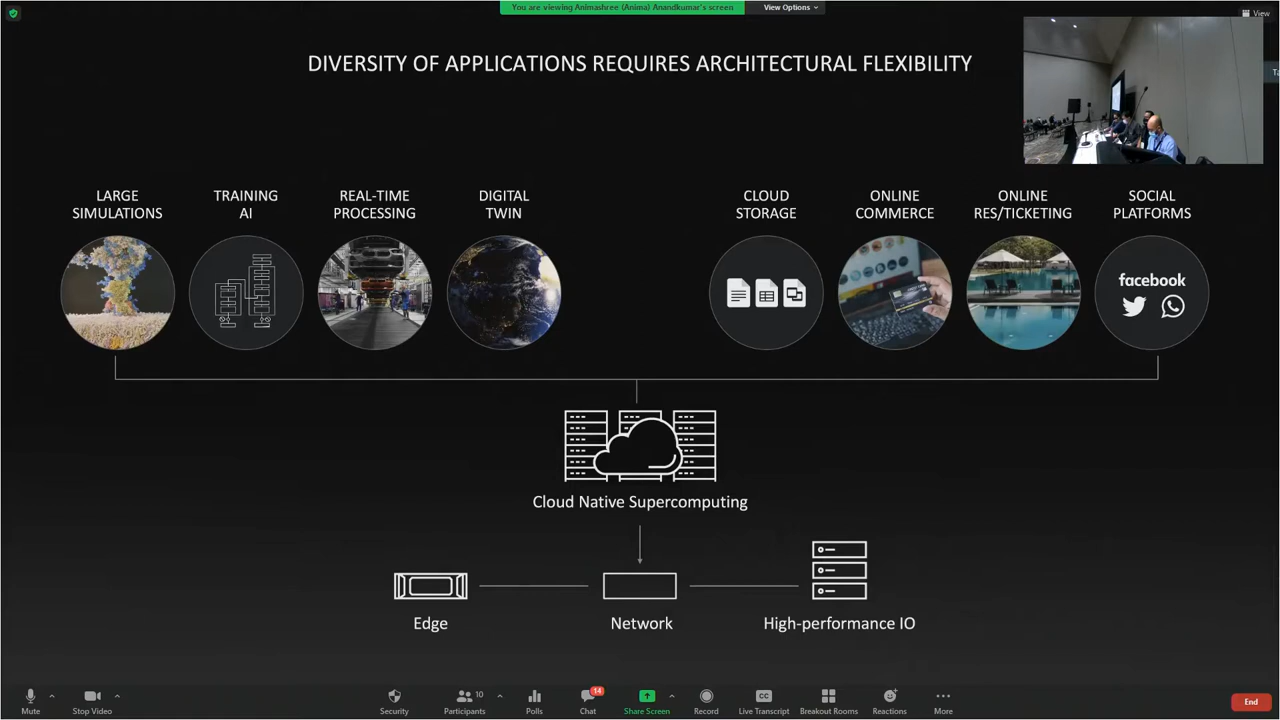 You are viewing Animashree (Anima) Anandkumar's screen
View Options
View
DIVERSITY OF APPLICATIONS REQUIRES ARCHITECTURAL FLEXIBILITY
Ta
LARGE
SIMULATIONS
TRAINING
AI
REAL-TIME
PROCESSING
DIGITAL
TWIN
CLOUD
STORAGE
ONLINE
COMMERCE
ONLINE
RES/TICKETING
SOCIAL
PLATFORMS
facebook
Cloud Native Supercomputing
Edge
Network
High-performance IO
Mute
Stop Video
Security
Participants
10
Polls
Chat
14
Share Screen
Record
CC
Live Transcript
Breakout Rooms
Reactions
More
End